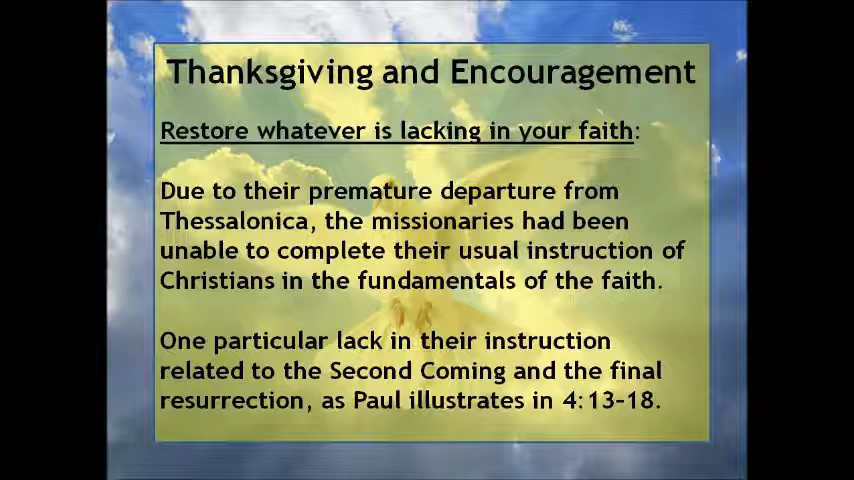 Thanksgiving and Encouragement
Restore whatever is lacking in your faith:
Due to their premature departure from
Thessalonica, the missionaries had been
unable to complete their usual instruction of
Christians in the fundamentals of the faith.
One particular lack in their instruction
related to the Second Coming and the final
resurrection, as Paul illustrates in 4:13–18.